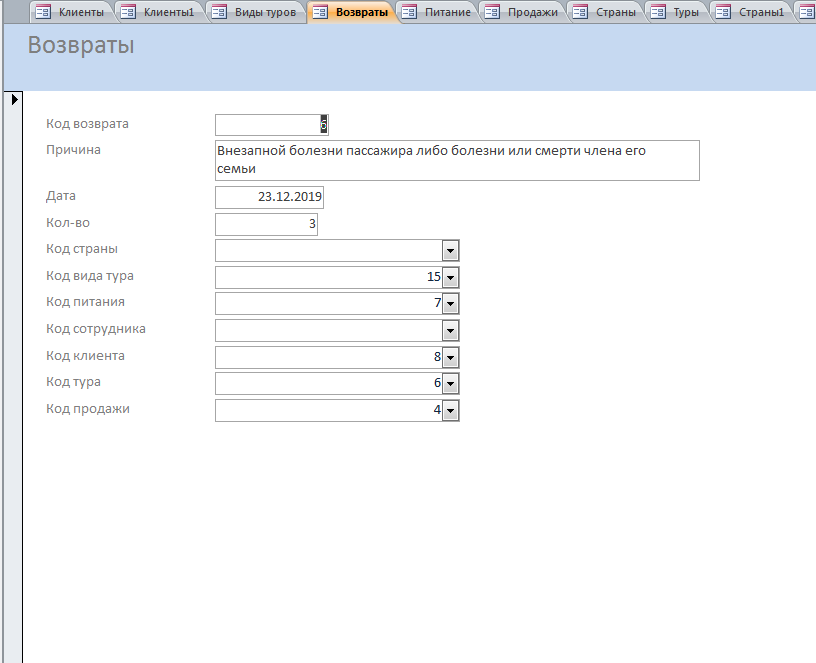 Клиенты Клиенты1 Виды туров Возвраты Питание Продажи Страны Туры Страны1
Возвраты
Код возврата 6
Причина Внезапной болезни пассажира либо болезни или смерти члена его
семьи
Дата 23.12.2019
Кол-во 3
Код страны
Код вида тура 15
Код питания 7
Код сотрудника
Код клиента 8
Код тура 6
Код продажи 4